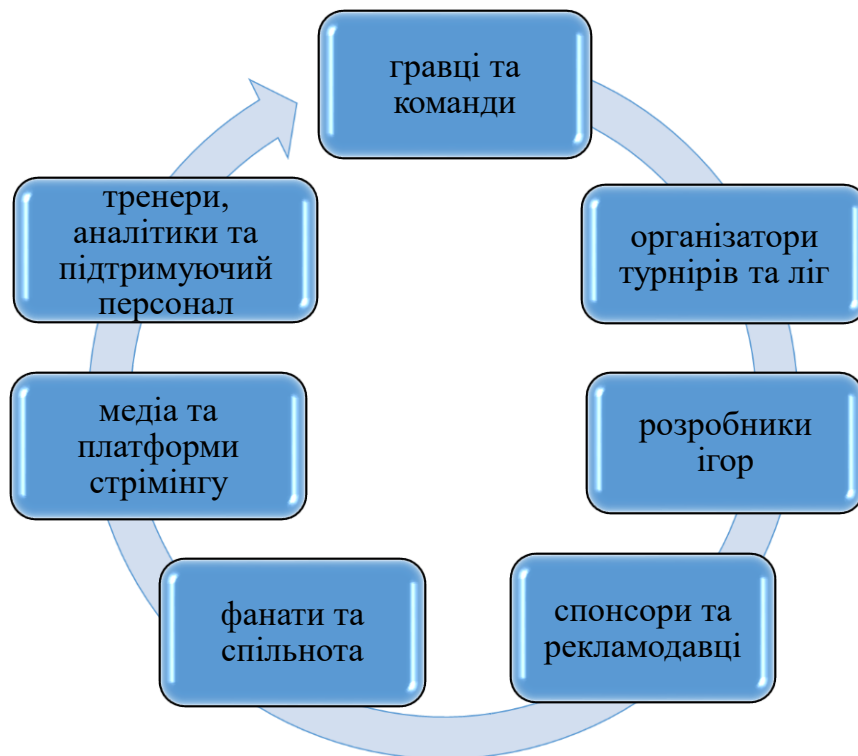 гравці та
команди
організатори
турнірів та ліг
розробники
ігор
спонсори та
рекламодавці
фанати та
спільнота
медіа та
платформи
стрімінгу
тренери,
аналітики та
підтримуючий
персонал